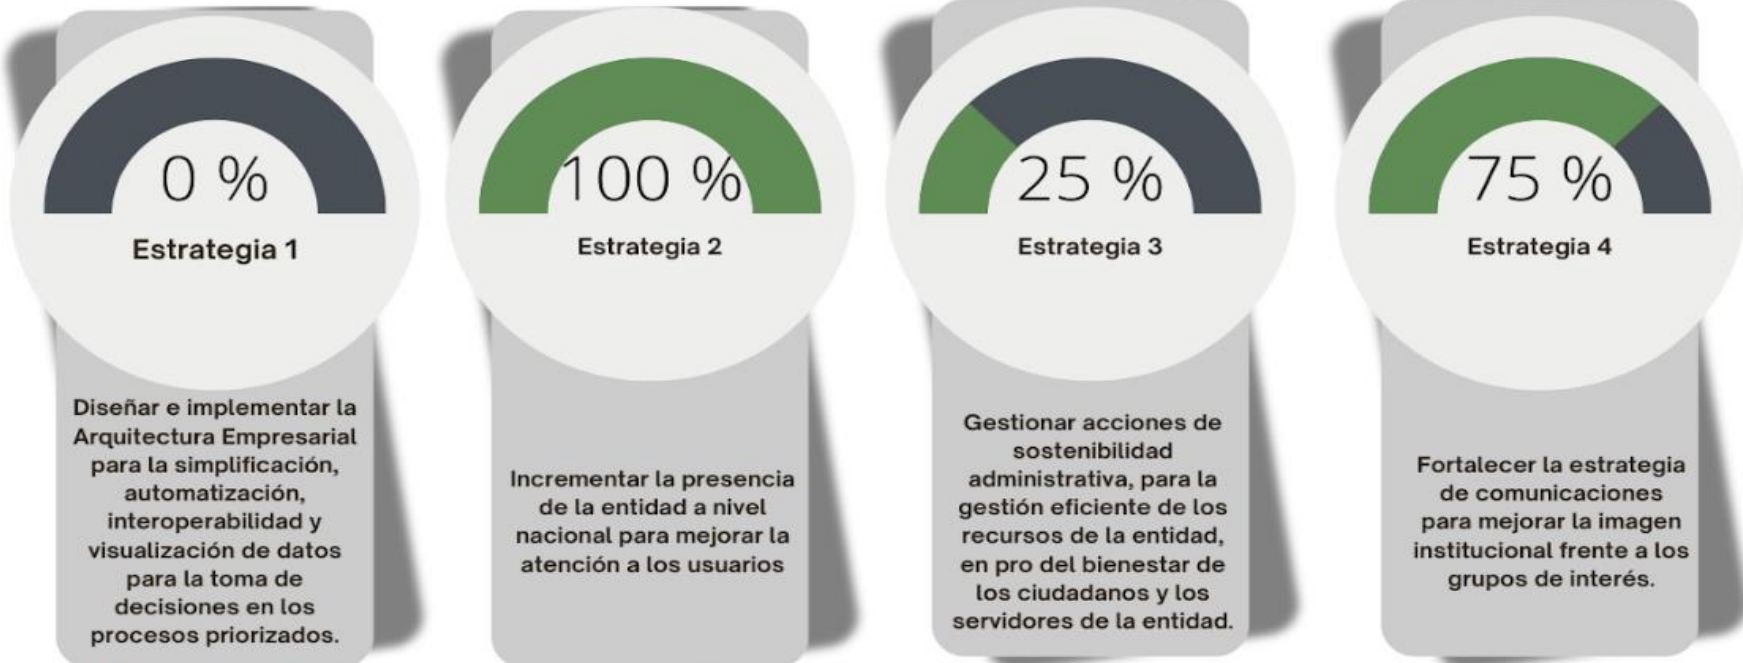 0 %
Estrategia 1
Diseñar e implementar la
Arquitectura Empresarial
para la simplificación,
automatización,
interoperabilidad y
visualización de datos
para la toma de
decisiones en los
procesos priorizados.
100 %
Estrategia 2
Incrementar la presencia
de la entidad a nivel
nacional para mejorar la
atención a los usuarios
25 %
Estrategia 3
Gestionar acciones de
sostenibilidad
administrativa, para la
gestión eficiente de los
recursos de la entidad,
en pro del bienestar de
los ciudadanos y los
servidores de la entidad.
75 %
Estrategia 4
Fortalecer la estrategia
de comunicaciones
para mejorar la imagen
institucional frente a los
grupos de interés.